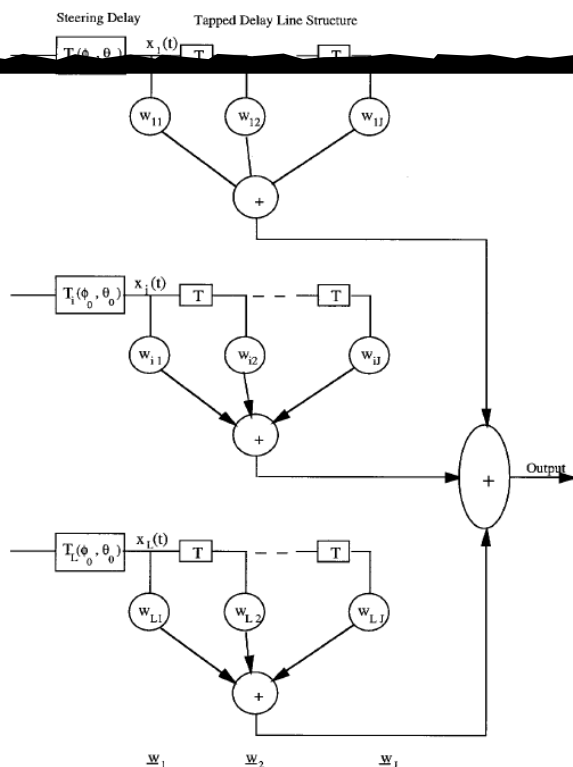 Steering Delay Tapped Delay Line Structure
x1(t) T
w11 w12 w1J
+
Ti(ϕ0, θ0) xi(t) T T
wi1 wi2 wiJ
+
+ Output
TL(ϕ0, θ0) xL(t) T T
wL1 wL2 wLJ
+
w1 w2